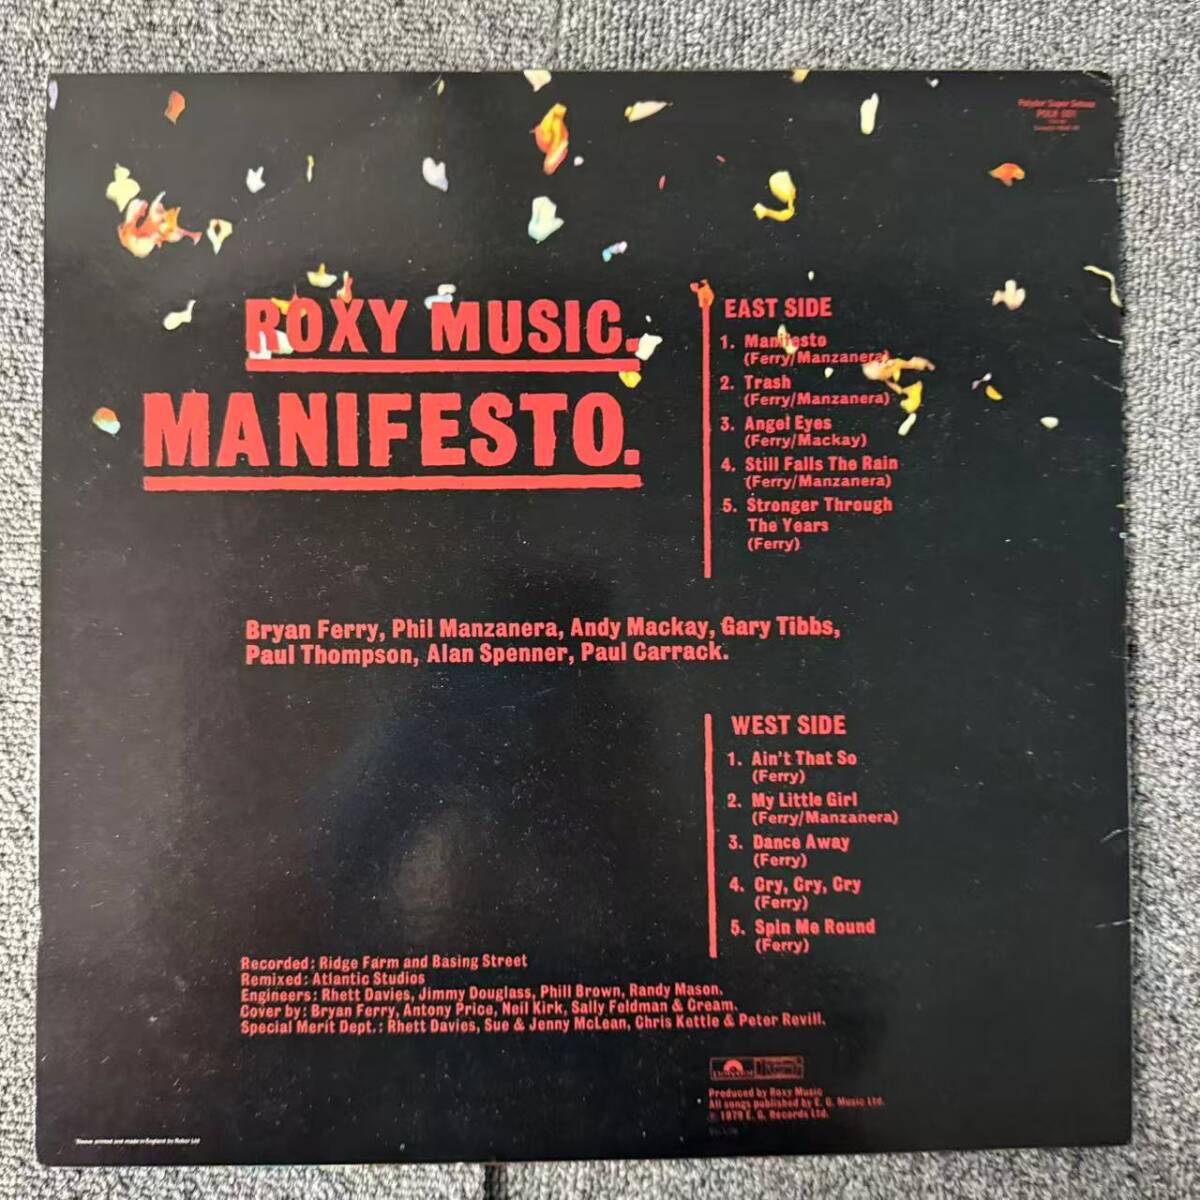 Polydor Super Deluxe
POLH 001
ROXY MUSIC.
MANIFESTO.
EAST SIDE
1. Manifesto
(Ferry/Manzanera)
2. Trash
(Ferry/Manzanera)
3. Angel Eyes
(Ferry/Mackay)
4. Still Falls The Rain
(Ferry/Manzanera)
5. Stronger Through
The Years
(Ferry)
Bryan Ferry, Phil Manzanera, Andy Mackay, Gary Tibbs,
Paul Thompson, Alan Spenner, Paul Carrack.
WEST SIDE
1. Ain't That So
(Ferry)
2. My Little Girl
(Ferry/Manzanera)
3. Dance Away
(Ferry)
4. Cry, Cry, Cry
(Ferry)
5. Spin Me Round
(Ferry)
Recorded: Ridge Farm and Basing Street
Remixed: Atlantic Studios
Engineers: Rhett Davies, Jimmy Douglass, Phill Brown, Randy Mason.
Cover by: Bryan Ferry, Antony Price, Neil Kirk, Sally Feldman & Cream.
Special Merit Dept.: Rhett Davies, Sue & Jenny McLean, Chris Kettle & Peter Revill.
Polydor
Produced by Roxy Music
All songs published by E. G. Music Ltd.
℗ 1979 E. G. Records Ltd.
Sleeve printed and made in England by Robor Ltd